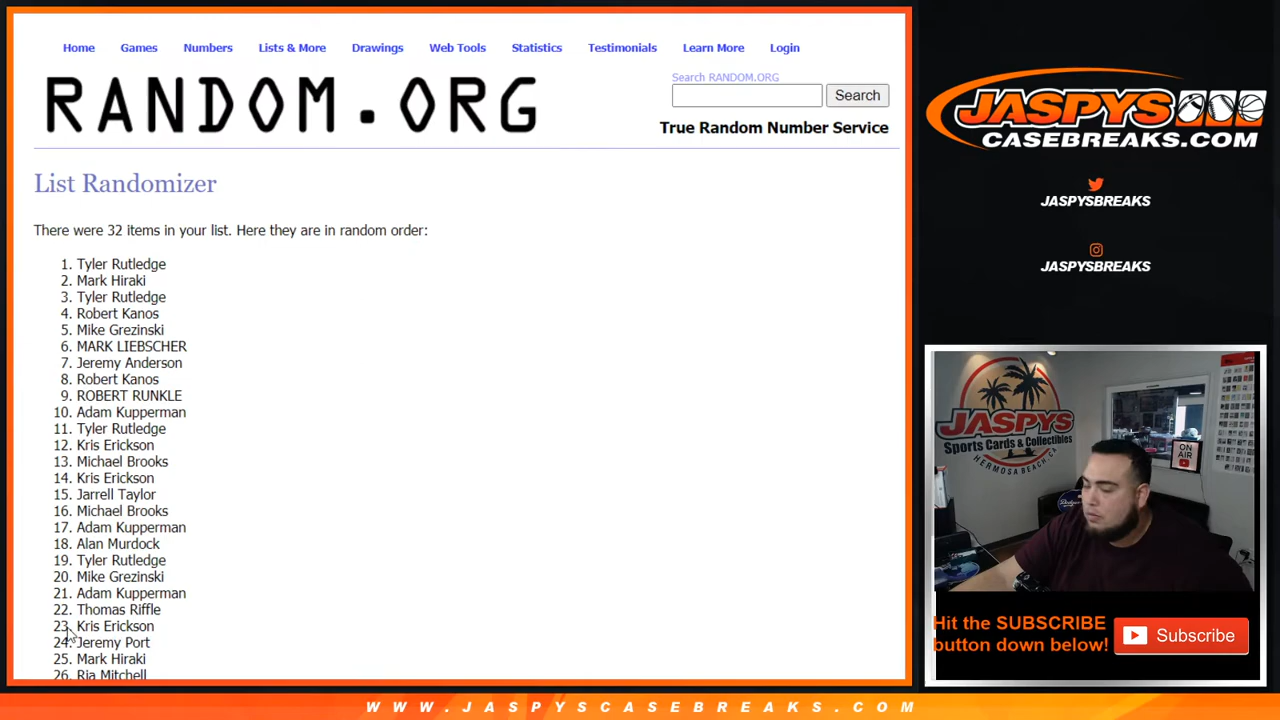 Home Games Numbers Lists & More Drawings Web Tools Statistics Testimonials Learn More Login
RANDOM.ORG
Search RANDOM.ORG
Search
True Random Number Service
List Randomizer
There were 32 items in your list. Here they are in random order:
1. Tyler Rutledge
2. Mark Hiraki
3. Tyler Rutledge
4. Robert Kanos
5. Mike Grezinski
6. MARK LIEBSCHER
7. Jeremy Anderson
8. Robert Kanos
9. ROBERT RUNKLE
10. Adam Kupperman
11. Tyler Rutledge
12. Kris Erickson
13. Michael Brooks
14. Kris Erickson
15. Jarrell Taylor
16. Michael Brooks
17. Adam Kupperman
18. Alan Murdock
19. Tyler Rutledge
20. Mike Grezinski
21. Adam Kupperman
22. Thomas Riffle
23. Kris Erickson
24. Jeremy Port
25. Mark Hiraki
26. Ria Mitchell
JASPYS
CASEBREAKS.COM
JASPYSBREAKS
JASPYSBREAKS
JASPYS
Sports Cards & Collectibles
HERMOSA BEACH, CA
ON
AIR
Dodgers
Hit the SUBSCRIBE
button down below!
Subscribe
WWW.JASPYSCASEBREAKS.COM